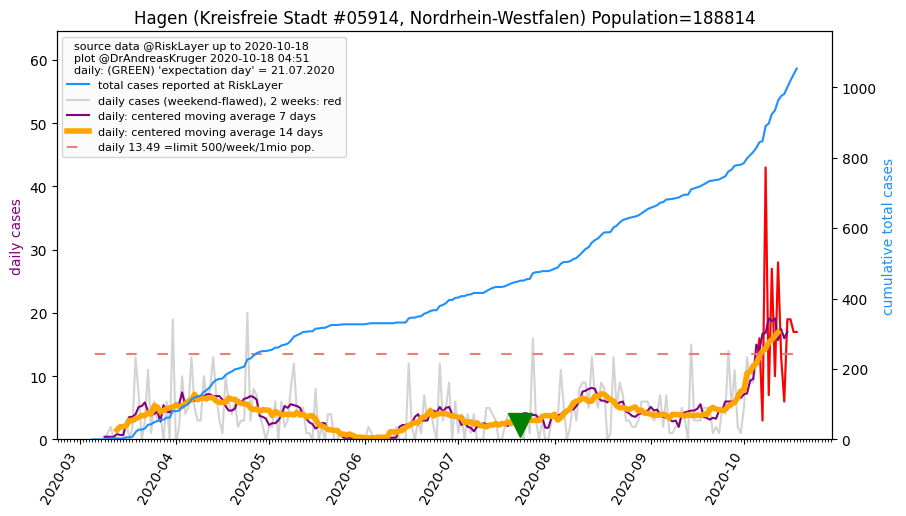 Hagen (Kreisfreie Stadt #05914, Nordrhein-Westfalen) Population=188814
source data @RiskLayer up to 2020-10-18
plot @DrAndreasKruger 2020-10-18 04:51
daily: (GREEN) 'expectation day' = 21.07.2020
total cases reported at RiskLayer
daily cases (weekend-flawed), 2 weeks: red
daily: centered moving average 7 days
daily: centered moving average 14 days
daily 13.49 =limit 500/week/1mio pop.
daily cases
60
50
40
30
20
10
0
cumulative total cases
1000
800
600
400
200
0
2020-03
2020-04
2020-05
2020-06
2020-07
2020-08
2020-09
2020-10